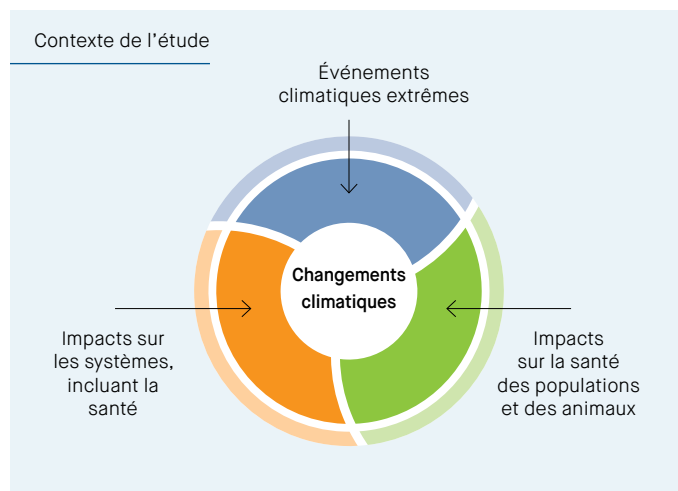 Contexte de l'étude
Événements
climatiques extrêmes
Changements
climatiques
Impacts sur
les systèmes,
incluant la
santé
Impacts
sur la santé
des populations
et des animaux